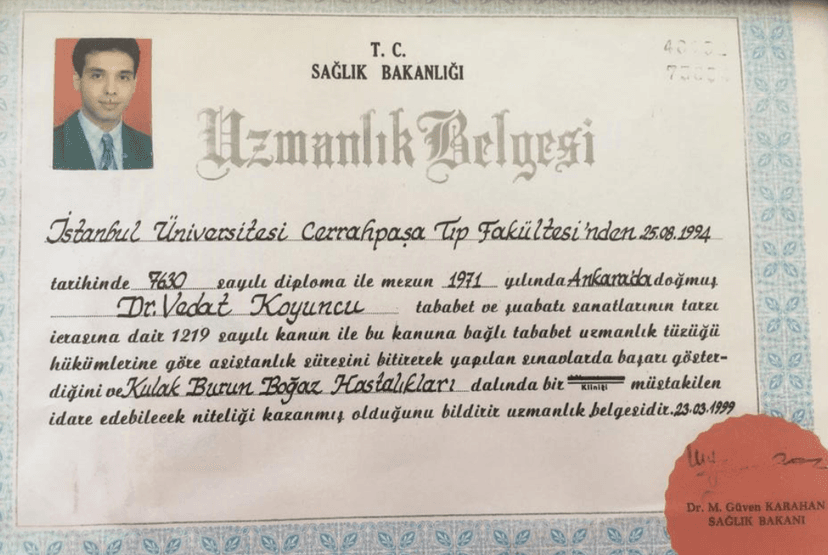 T. C.
SAĞLIK BAKANLIĞI
Uzmanlık Belgesi
İstanbul Üniversitesi Cerrahpaşa Tıp Fakültesi'nden 25.08.1994
tarihinde 7630 sayılı diploma ile mezun 1971 yılında Ankara'da doğmuş
Dr. Vedat Koyuncu tababet ve şuabatı sanatlarının tarzı
icrasına dair 1219 sayılı kanun ile bu kanuna bağlı tababet uzmanlık tüzüğü
hükümlerine göre asistanlık süresini bitirerek yapılan sınavlarda başarı göster-
diğini ve Kulak Burun Boğaz Hastalıkları dalında bir Kliniği müstakilen
idare edebilecek niteliği kazanmış olduğunu bildirir uzmanlık belgesidir. 23.03.1999
Dr. M. Güven KARAHAN
SAĞLIK BAKANI